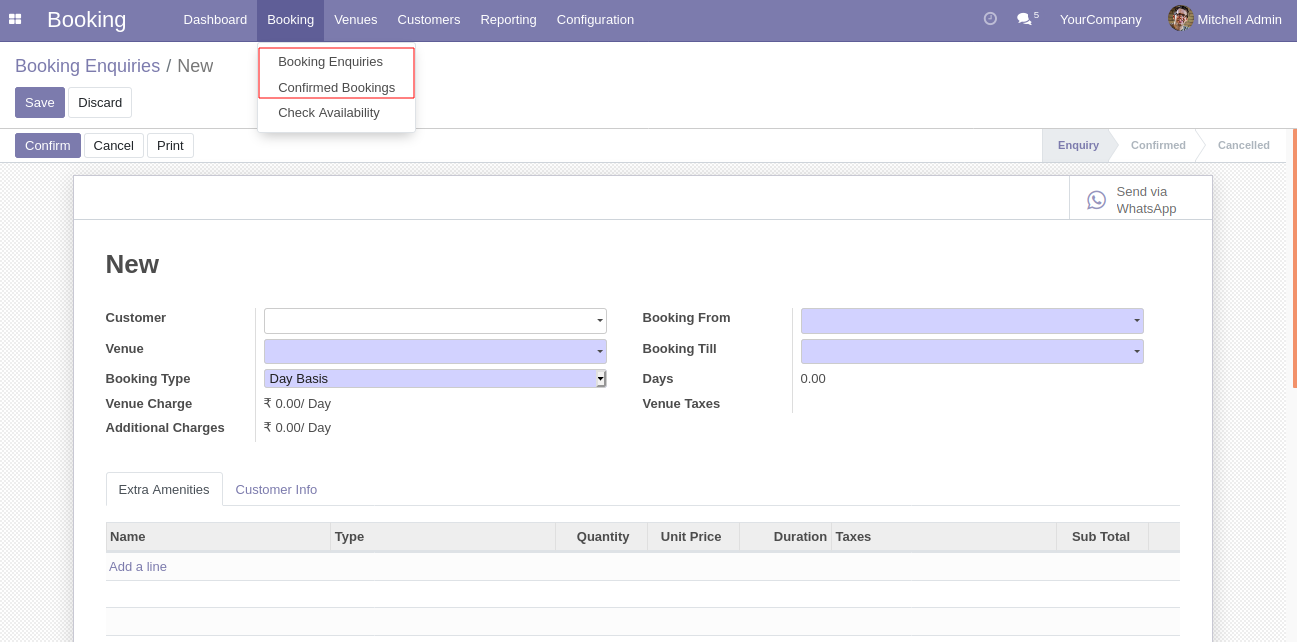 Booking Dashboard Booking Venues Customers Reporting Configuration 5 YourCompany Mitchell Admin
Booking Enquiries
Confirmed Bookings
Check Availability
Booking Enquiries / New
Save Discard
Confirm Cancel Print Enquiry Confirmed Cancelled
Send via
WhatsApp
New
Customer
Venue
Booking Type Day Basis
Venue Charge ₹ 0.00/ Day
Additional Charges ₹ 0.00/ Day
Booking From
Booking Till
Days 0.00
Venue Taxes
Extra Amenities Customer Info
Name Type Quantity Unit Price Duration Taxes Sub Total
Add a line